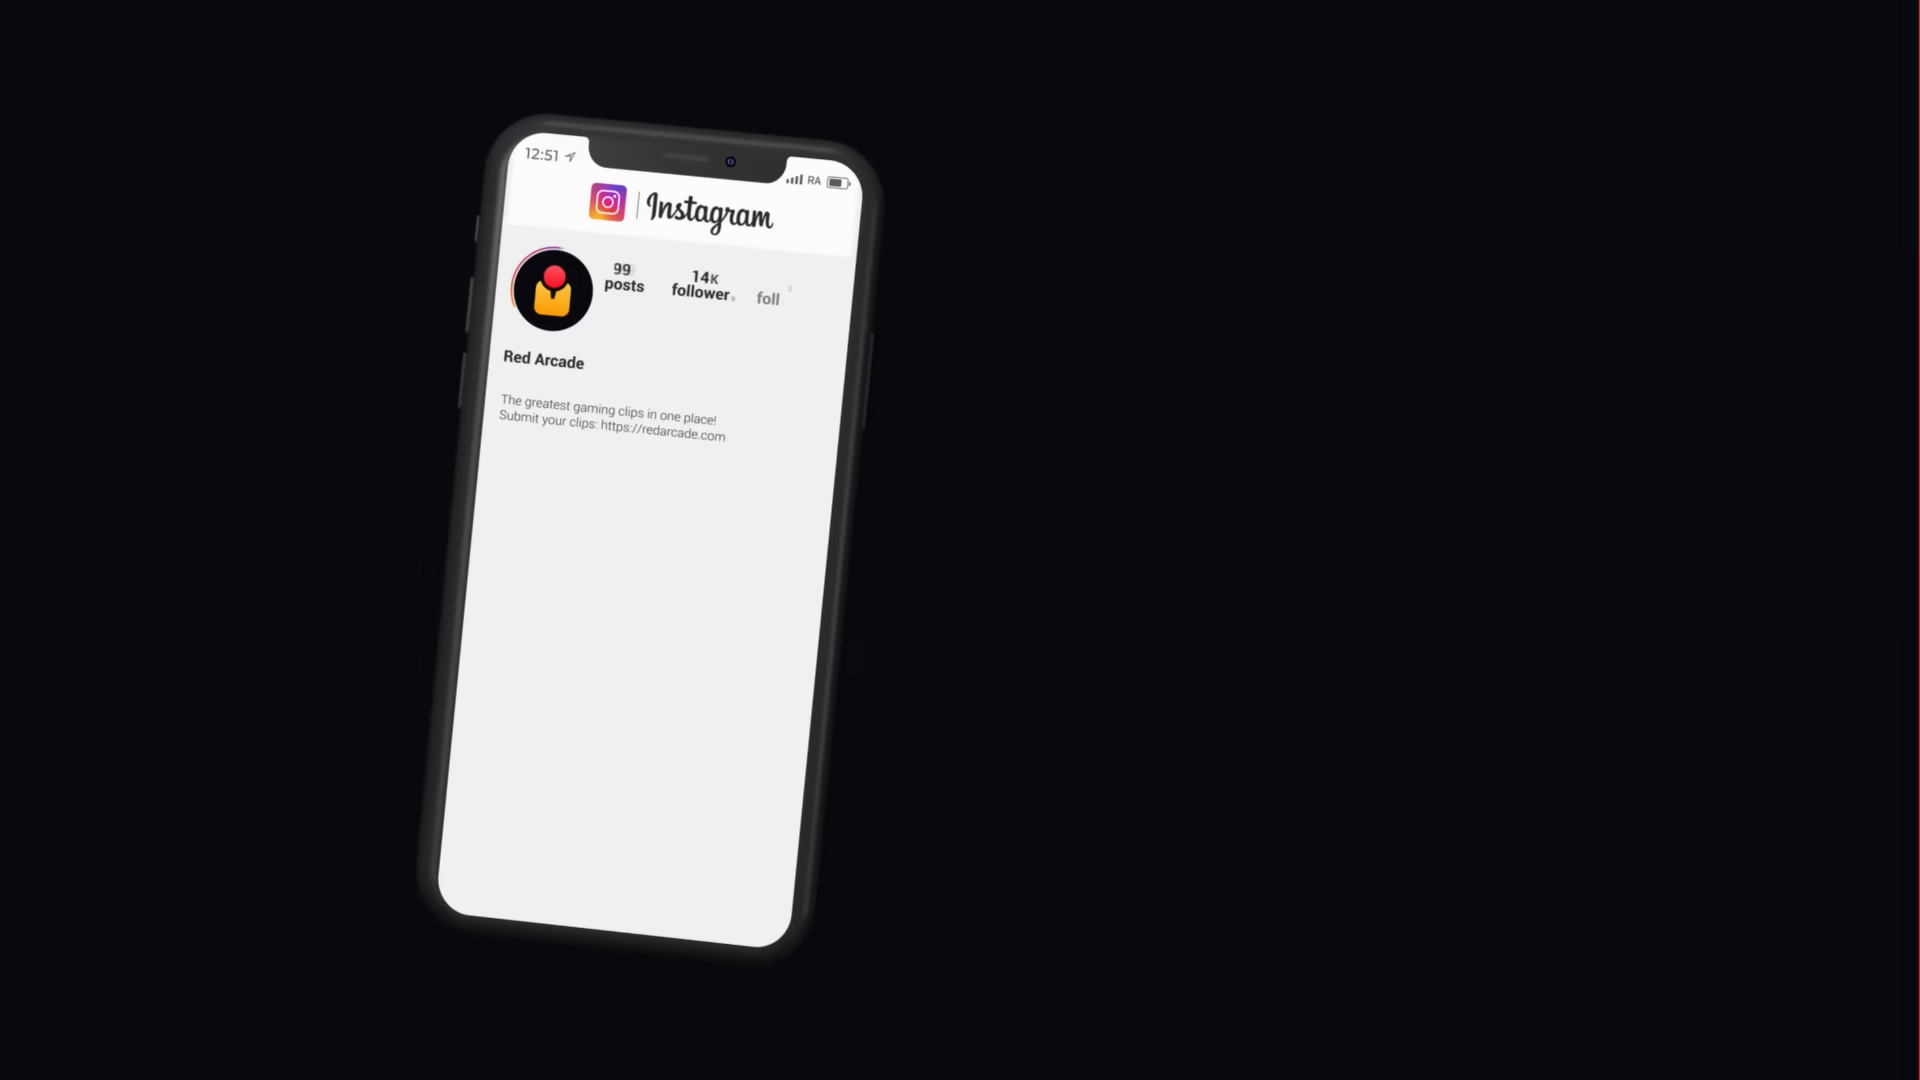 12:51
RA
Instagram
99
posts
14K
follower
foll
Red Arcade
The greatest gaming clips in one place!
Submit your clips: https://redarcade.com